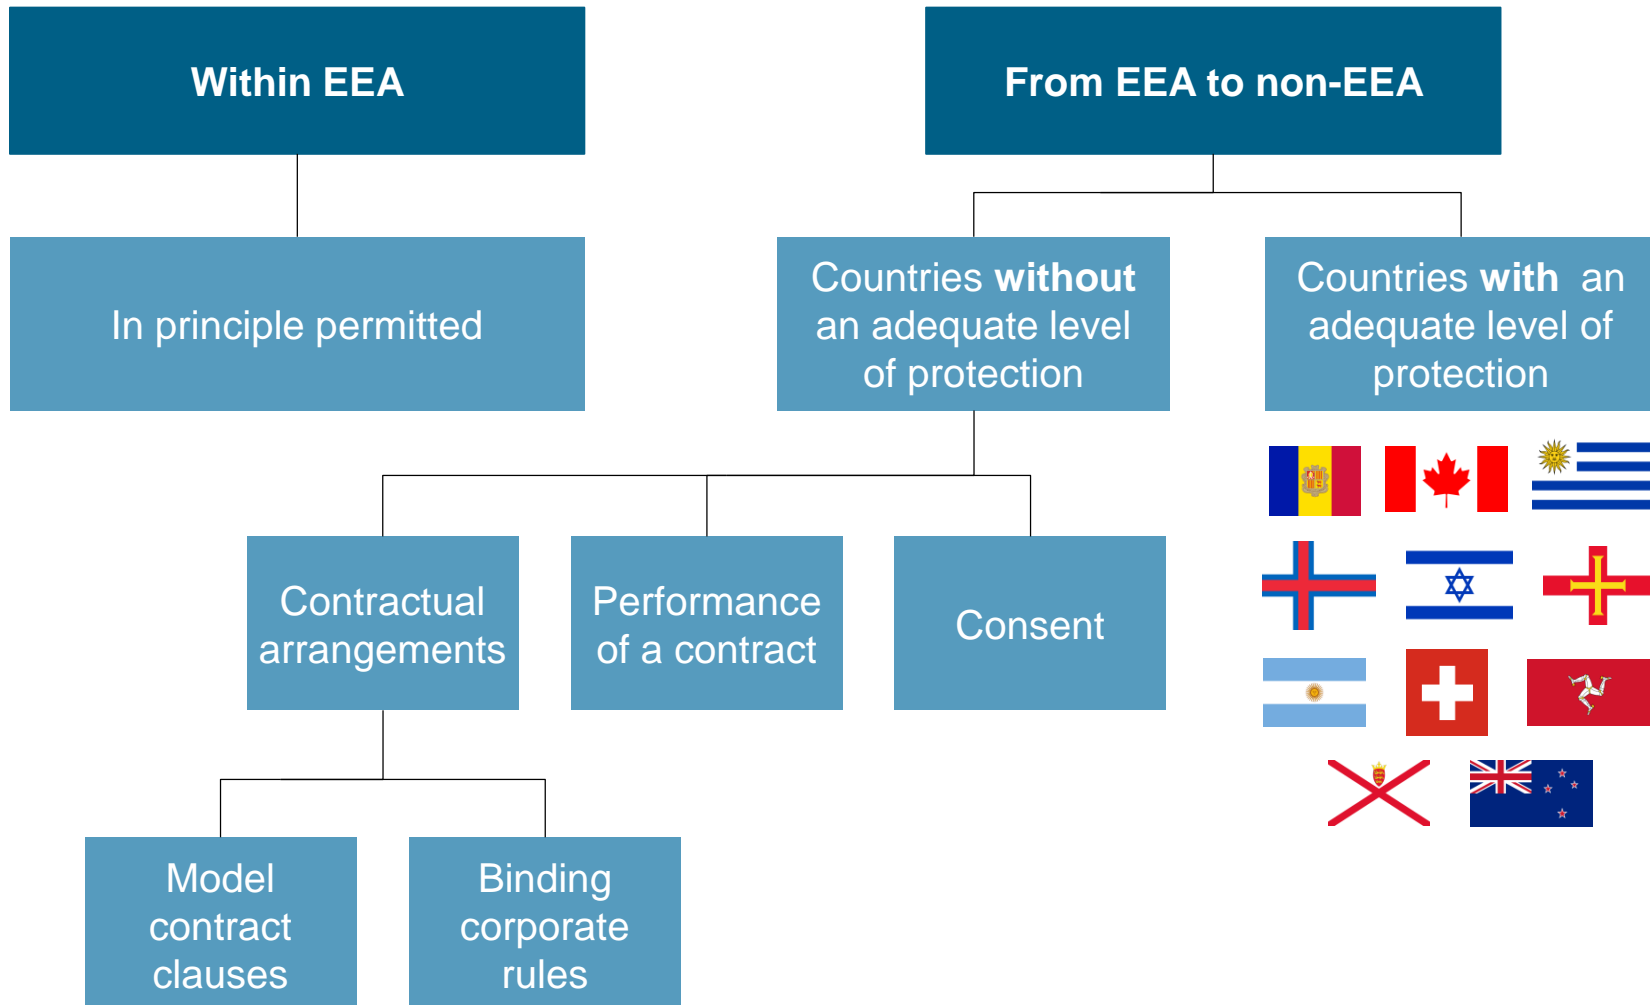 Within EEA
From EEA to non-EEA
In principle permitted
Countries without
an adequate level
of protection
Countries with  an
adequate level of
protection
Contractual
arrangements
Performance
of a contract
Consent
Model
contract
clauses
Binding
corporate
rules